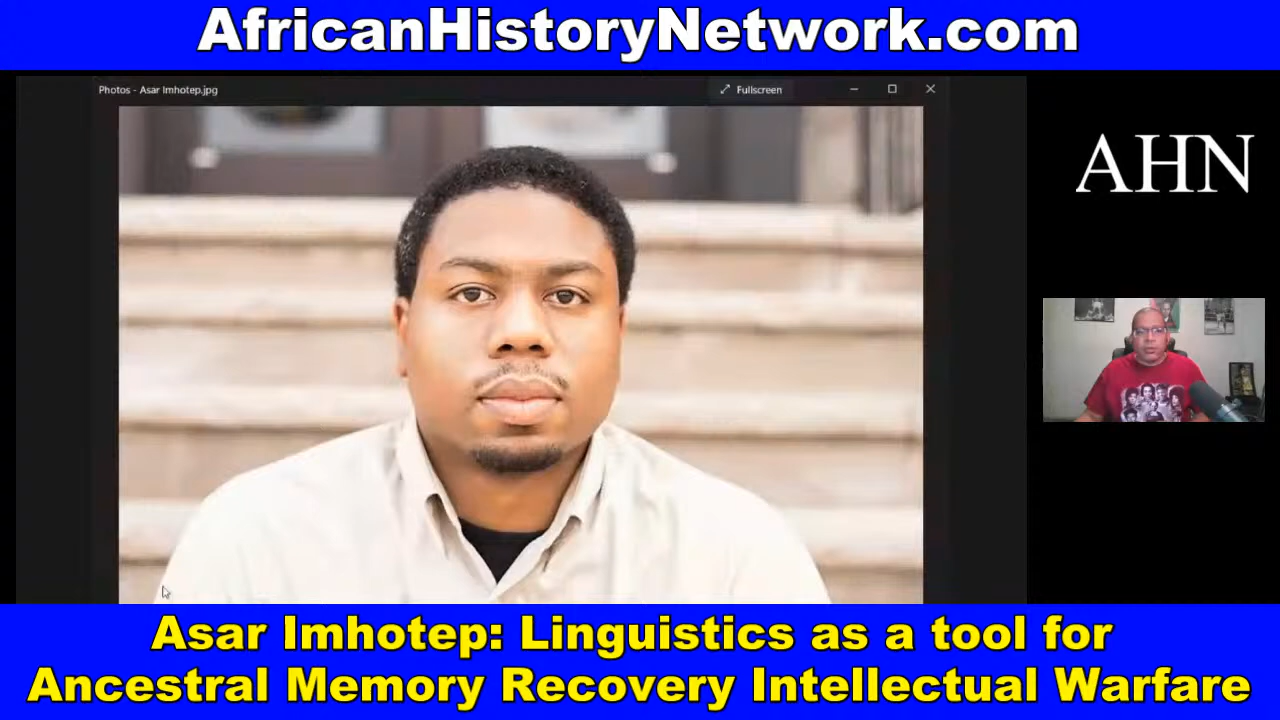 AfricanHistoryNetwork.com
Photos - Asar Imhotep.jpg
Fullscreen
AHN
Asar Imhotep: Linguistics as a tool for
Ancestral Memory Recovery Intellectual Warfare